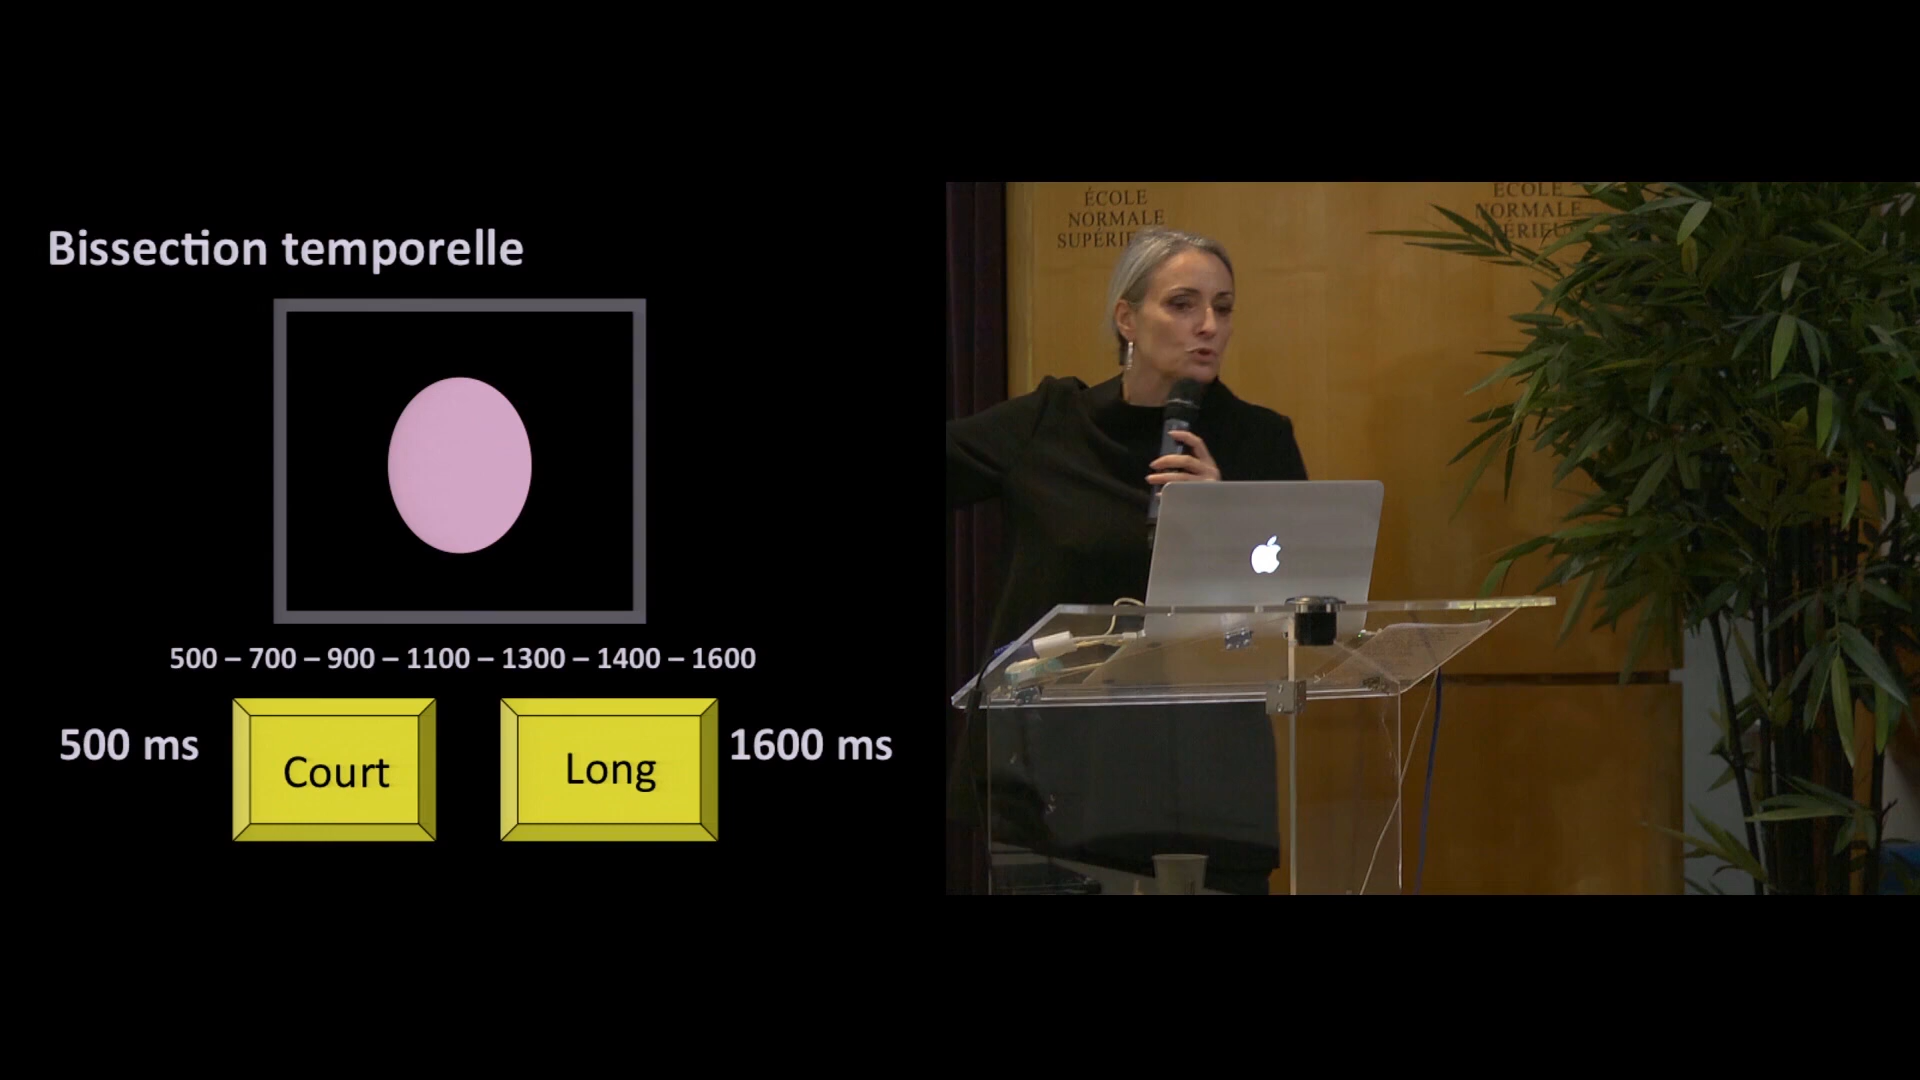 Bissection temporelle
500 – 700 – 900 – 1100 – 1300 – 1400 – 1600
500 ms
Court
Long
1600 ms
ÉCOLE
NORMALE
ÉCOLE
NORMALE